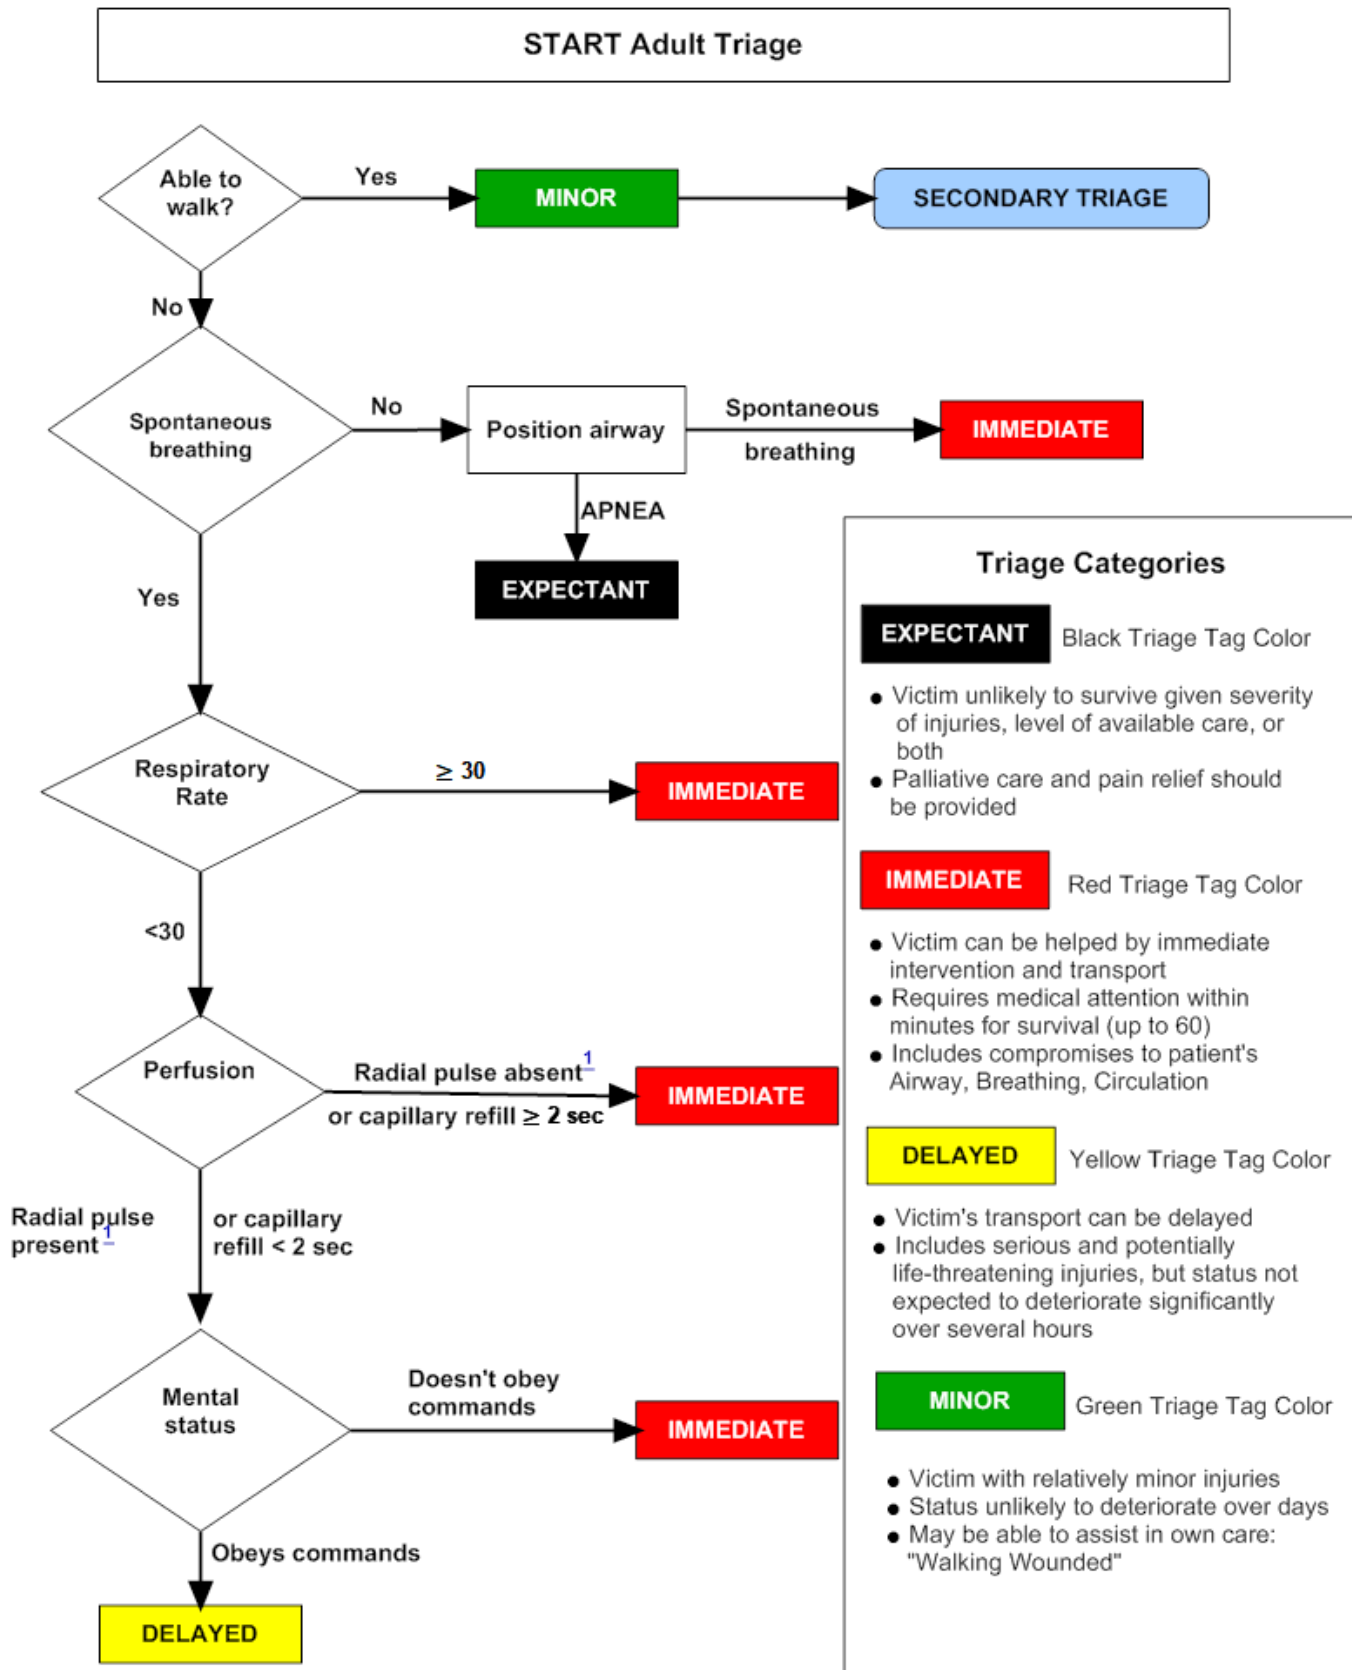 START Adult Triage
Able to
walk?
Yes
MINOR
SECONDARY TRIAGE
No
Spontaneous
breathing
No
Position airway
Spontaneous
breathing
IMMEDIATE
APNEA
EXPECTANT
Yes
Respiratory
Rate
≥ 30
IMMEDIATE
<30
Perfusion
Radial pulse absent1
or capillary refill ≥ 2 sec
IMMEDIATE
Radial pulse
present1
or capillary
refill < 2 sec
Mental
status
Doesn't obey
commands
IMMEDIATE
Obeys commands
DELAYED
Triage Categories
EXPECTANT Black Triage Tag Color
● Victim unlikely to survive given severity
of injuries, level of available care, or
both
● Palliative care and pain relief should
be provided
IMMEDIATE Red Triage Tag Color
● Victim can be helped by immediate
intervention and transport
● Requires medical attention within
minutes for survival (up to 60)
● Includes compromises to patient's
Airway, Breathing, Circulation
DELAYED Yellow Triage Tag Color
● Victim's transport can be delayed
● Includes serious and potentially
life-threatening injuries, but status not
expected to deteriorate significantly
over several hours
MINOR Green Triage Tag Color
● Victim with relatively minor injuries
● Status unlikely to deteriorate over days
● May be able to assist in own care:
"Walking Wounded"